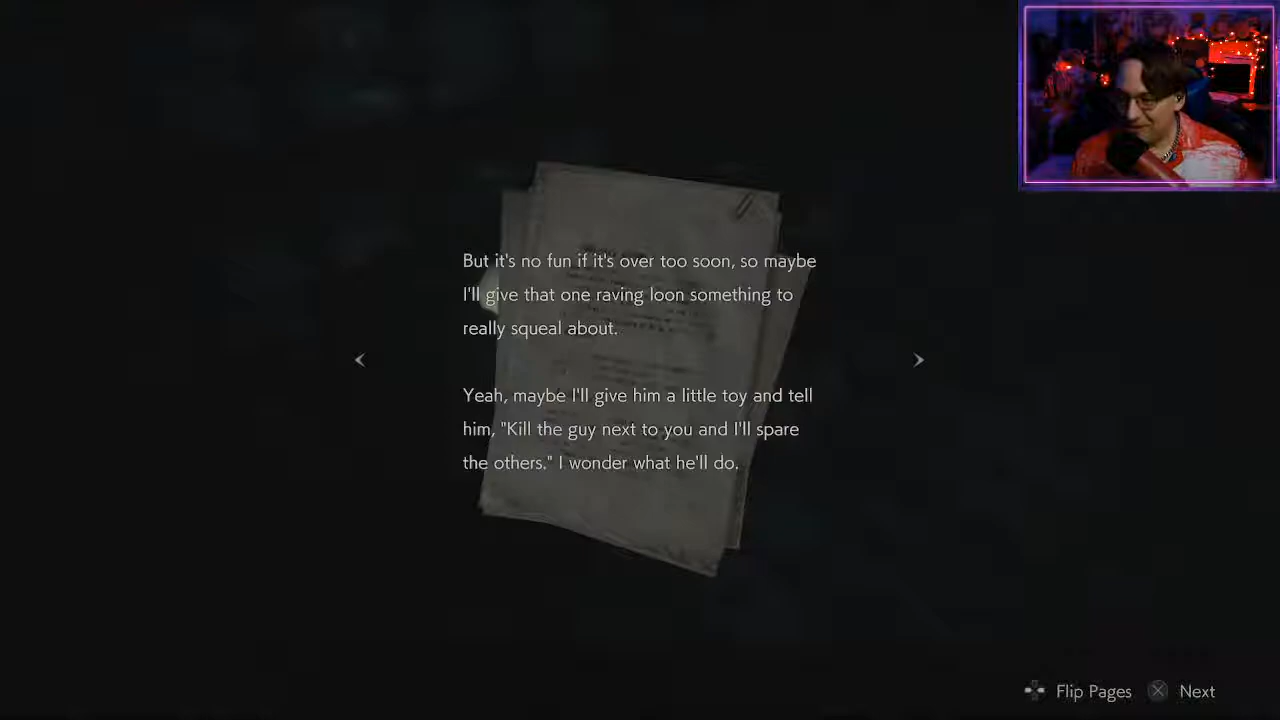 But it's no fun if it's over too soon, so maybe
I'll give that one raving loon something to
really squeal about.
Yeah, maybe I'll give him a little toy and tell
him, "Kill the guy next to you and I'll spare
the others." I wonder what he'll do.
Flip Pages
Next